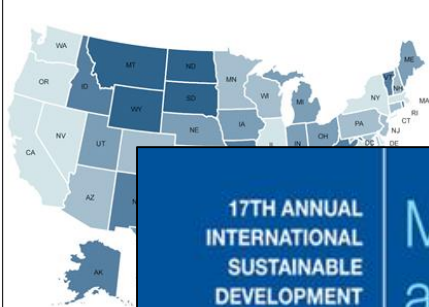 WA
MT
ND
ME
OR
ID
MN
VT
NH
SD
WI
NY
MA
WY
MI
RI
CT
IA
PA
NJ
NV
NE
OH
UT
IN
DC
DE
CA
AZ
AK
17TH ANNUAL
INTERNATIONAL
SUSTAINABLE
DEVELOPMENT
M
a